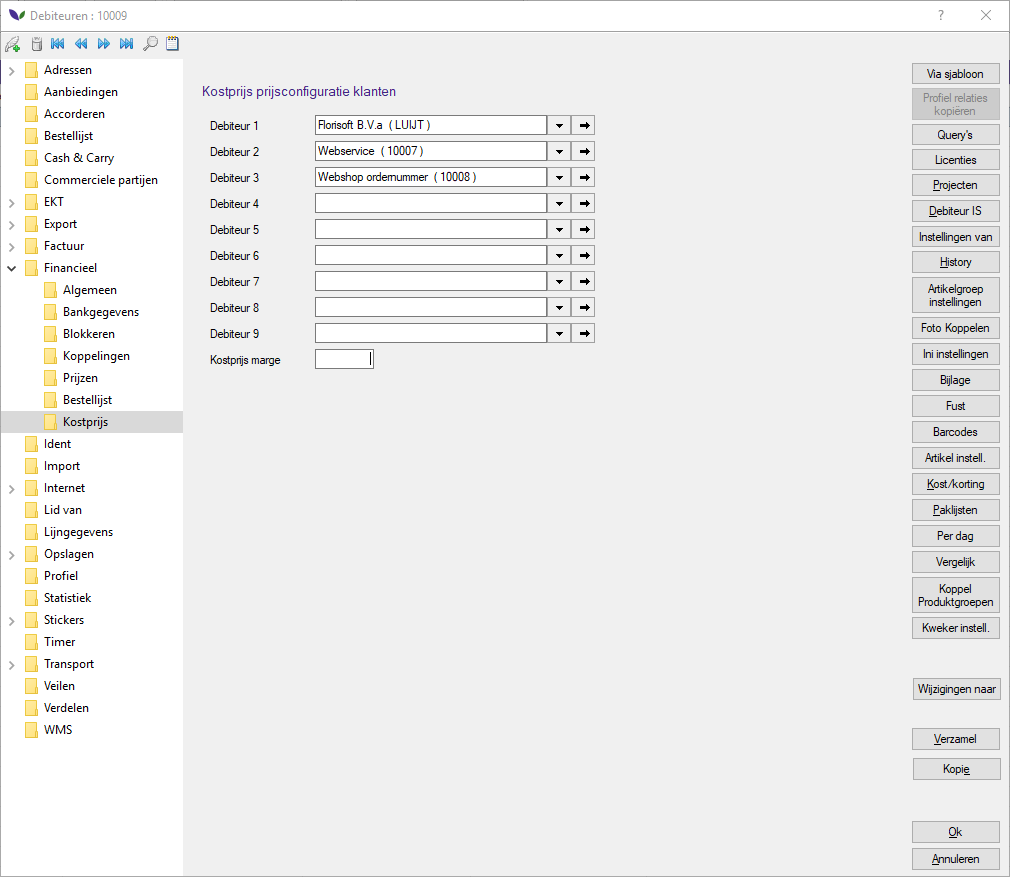 Debiteuren : 10009
?
Adressen
Aanbiedingen
Accorderen
Bestellijst
Cash & Carry
Commerciele partijen
EKT
Export
Factuur
Financieel
Algemeen
Bankgegevens
Blokkeren
Koppelingen
Prijzen
Bestellijst
Kostprijs
Ident
Import
Internet
Lid van
Lijngegevens
Opslagen
Profiel
Statistiek
Stickers
Timer
Transport
Veilen
Verdelen
WMS
Kostprijs prijsconfiguratie klanten
Debiteur 1 Florisoft B.V.a ( LUIJT )
Debiteur 2 Webservice ( 10007 )
Debiteur 3 Webshop ordernummer ( 10008 )
Debiteur 4
Debiteur 5
Debiteur 6
Debiteur 7
Debiteur 8
Debiteur 9
Kostprijs marge
Via sjabloon
Profiel relaties
kopiëren
Query's
Licenties
Projecten
Debiteur IS
Instellingen van
History
Artikelgroep
instellingen
Foto Koppelen
Ini instellingen
Bijlage
Fust
Barcodes
Artikel instell.
Kost/korting
Paklijsten
Per dag
Vergelijk
Koppel
Produktgroepen
Kweker instell.
Wijzigingen naar
Verzamel
Kopie
Ok
Annuleren